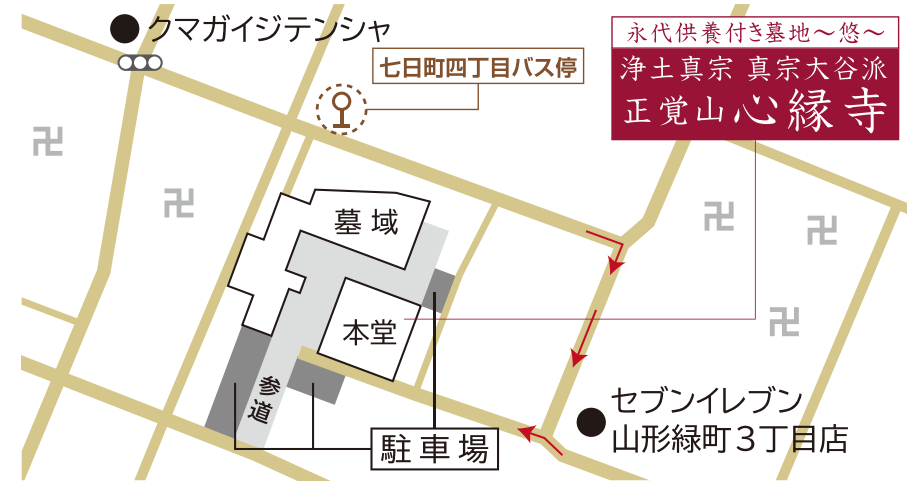 クマガイジテンシャ
七日町四丁目バス停
永代供養付き墓地～悠～
浄土真宗 真宗大谷派
正覚山 心縁寺
墓域
本堂
参道
駐車場
セブンイレブン
山形緑町3丁目店